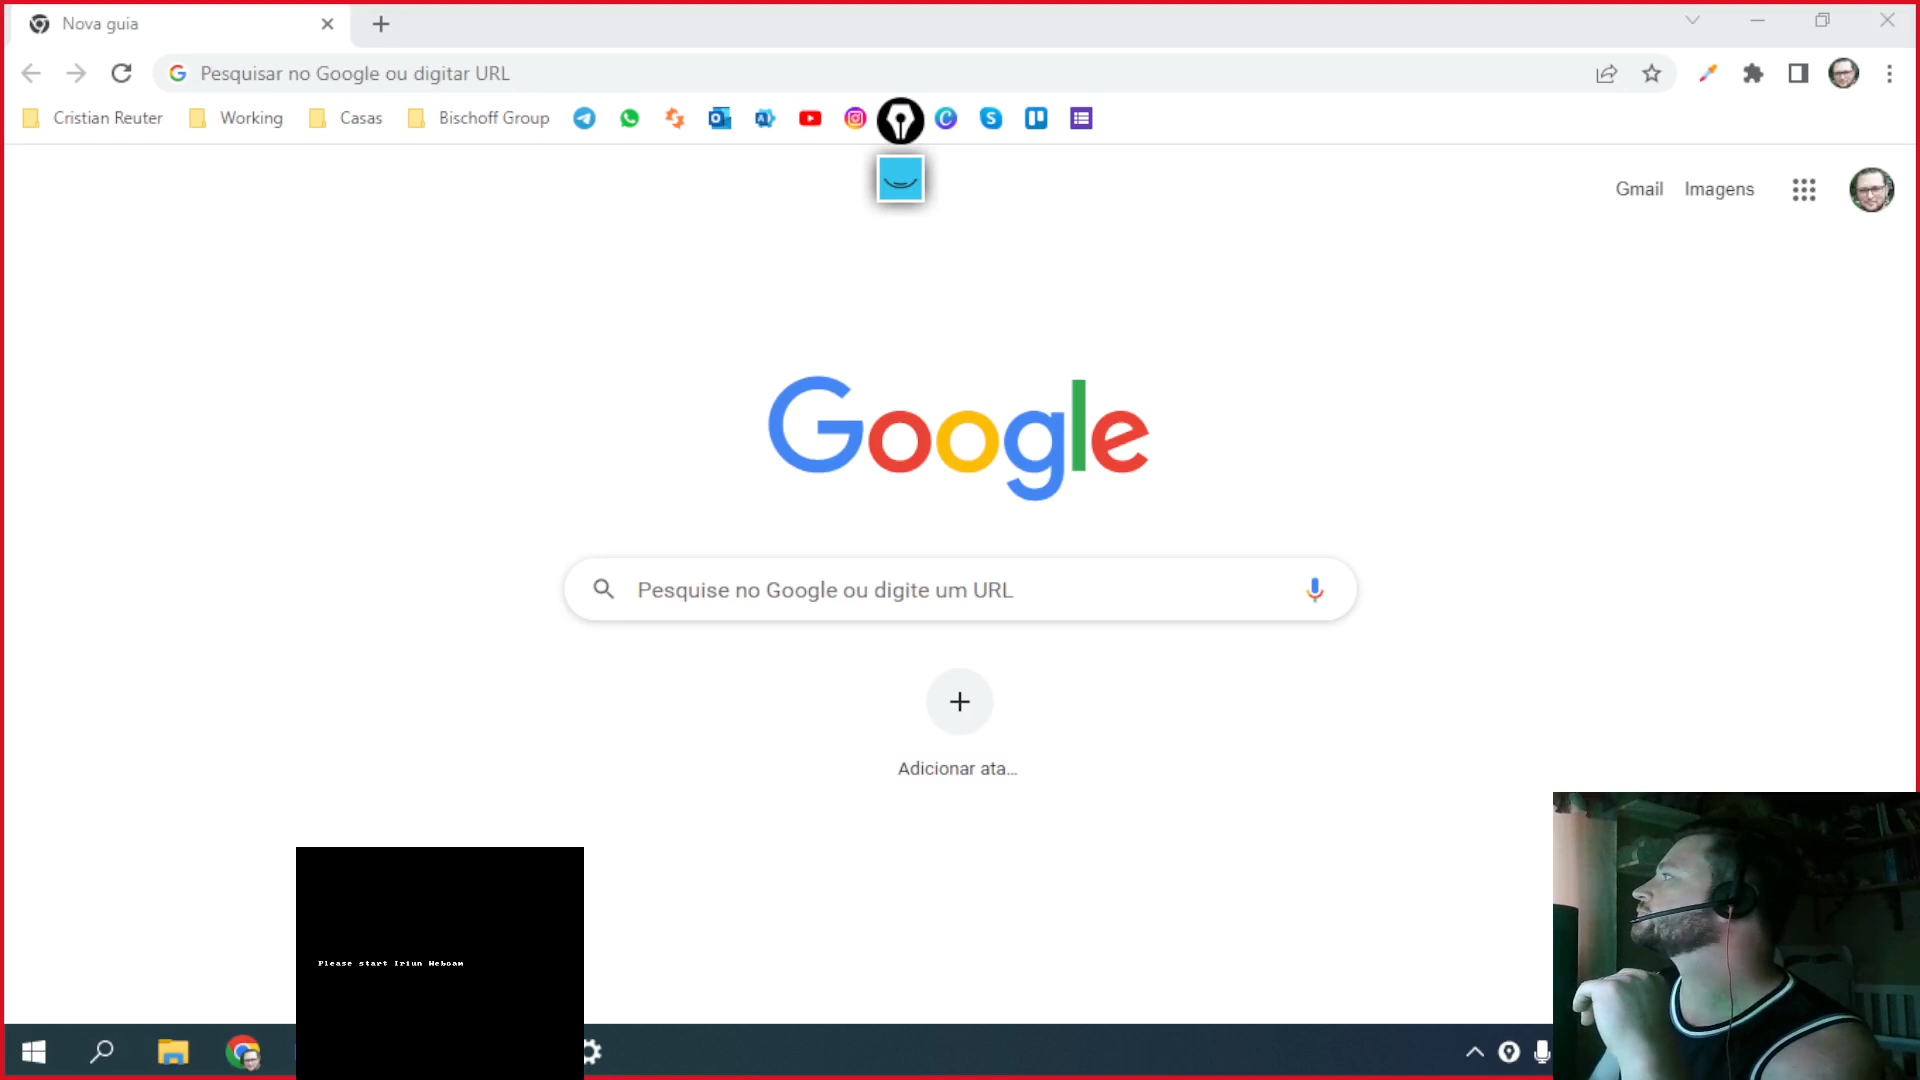 Nova guia
Pesquisar no Google ou digitar URL
Cristian Reuter Working Casas Bischoff Group
Gmail Imagens
Google
Pesquise no Google ou digite um URL
Adicionar ata...
Please start Iriun Webcam